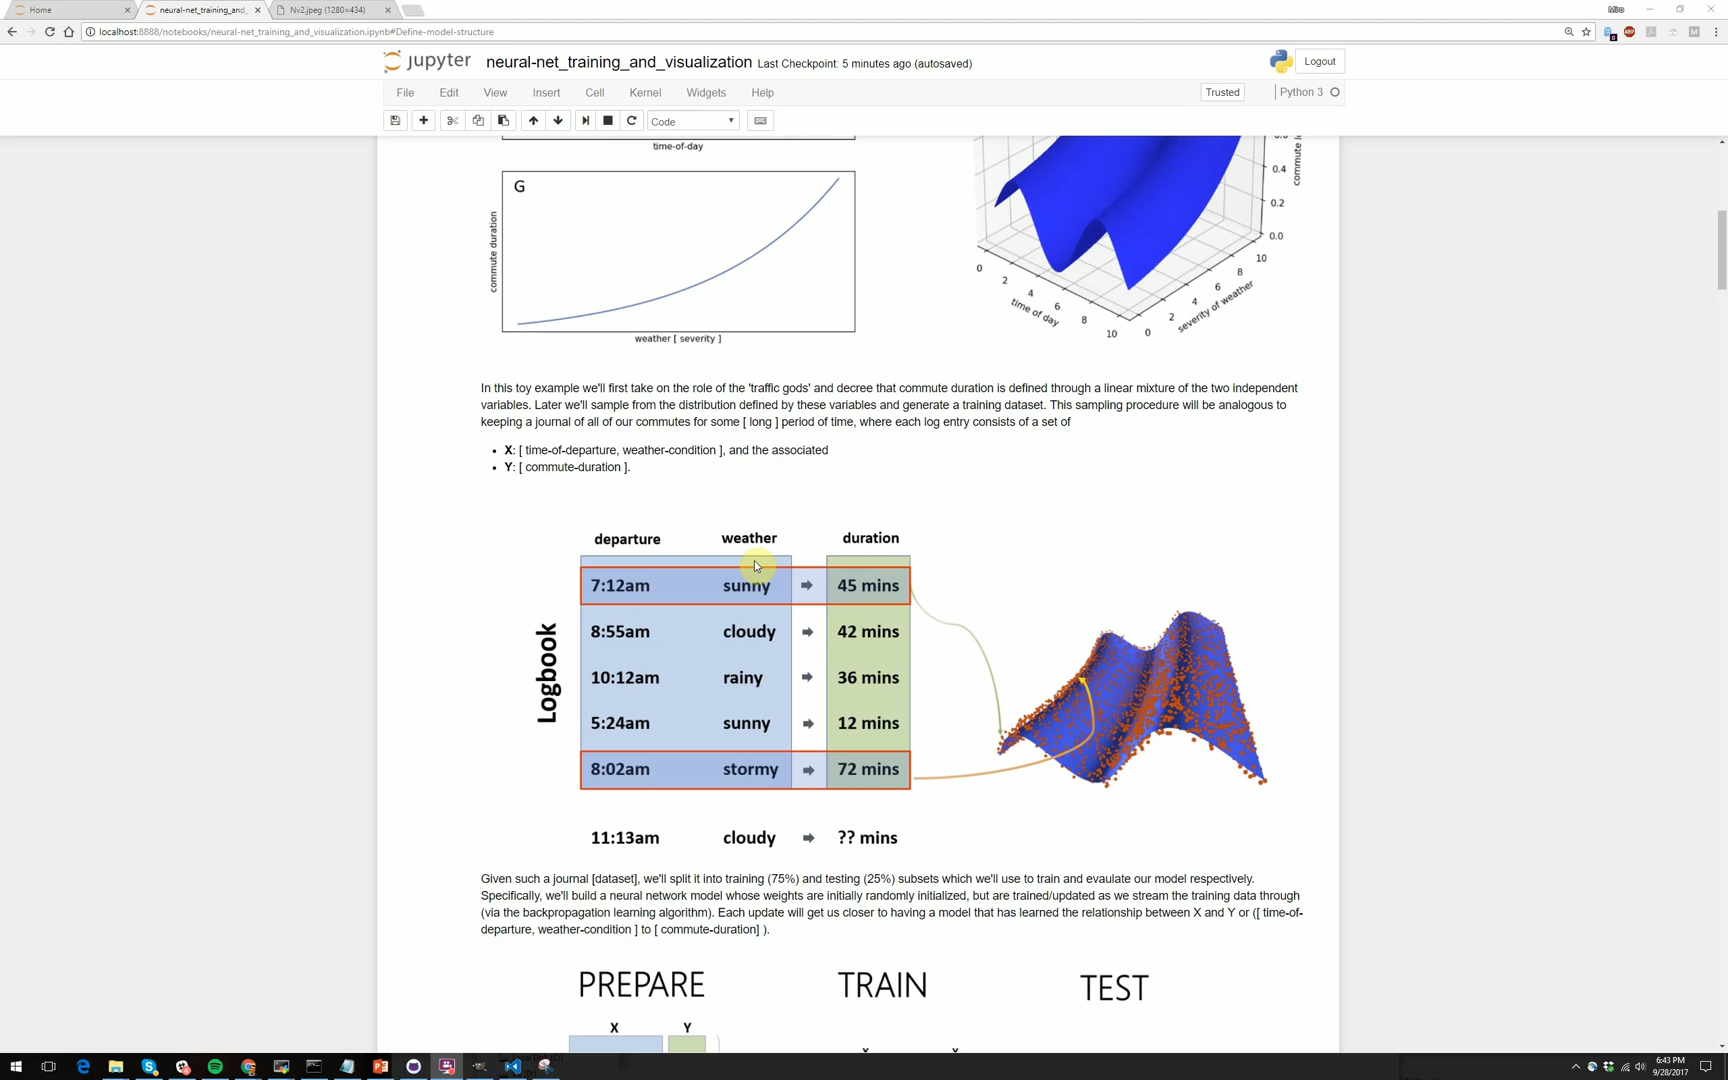 Home
neural-net_training_and_
Nv2.jpeg (1280×434)
Miro
localhost:8888/notebooks/neural-net_training_and_visualization.ipynb#Define-model-structure
jupyter neural-net_training_and_visualization Last Checkpoint: 5 minutes ago (autosaved)
Logout
File Edit View Insert Cell Kernel Widgets Help
Trusted
Python 3
Code
time-of-day
G
commute duration
weather [ severity ]
0.4
0.2
0.0
0 2 4 6 8 10
time of day
0 2 4 6 8 10
severity of weather
In this toy example we'll first take on the role of the 'traffic gods' and decree that commute duration is defined through a linear mixture of the two independent
variables. Later we'll sample from the distribution defined by these variables and generate a training dataset. This sampling procedure will be analogous to
keeping a journal of all of our commutes for some [ long ] period of time, where each log entry consists of a set of
• X: [ time-of-departure, weather-condition ], and the associated
• Y: [ commute-duration ].
departure weather duration
Logbook
7:12am sunny 45 mins
8:55am cloudy 42 mins
10:12am rainy 36 mins
5:24am sunny 12 mins
8:02am stormy 72 mins
11:13am cloudy ?? mins
Given such a journal [dataset], we'll split it into training (75%) and testing (25%) subsets which we'll use to train and evaulate our model respectively.
Specifically, we'll build a neural network model whose weights are initially randomly initialized, but are trained/updated as we stream the training data through
(via the backpropagation learning algorithm). Each update will get us closer to having a model that has learned the relationship between X and Y or ([ time-of-
departure, weather-condition ] to [ commute-duration] ).
PREPARE TRAIN TEST
X Y
6:43 PM
9/28/2017